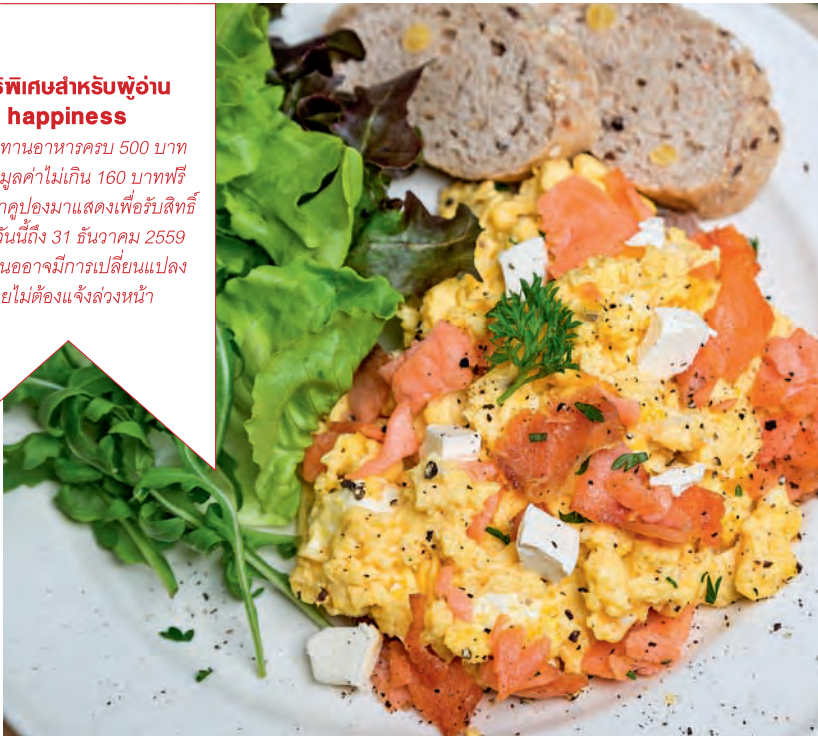 พิเศษสำหรับผู้อ่าน
happiness
ทานอาหารครบ 500 บาท
มูลค่าไม่เกิน 160 บาทฟรี
คูปองมาแสดงเพื่อรับสิทธิ์
วันนี้ถึง 31 ธันวาคม 2559
อาจมีการเปลี่ยนแปลง
ไม่ต้องแจ้งล่วงหน้า